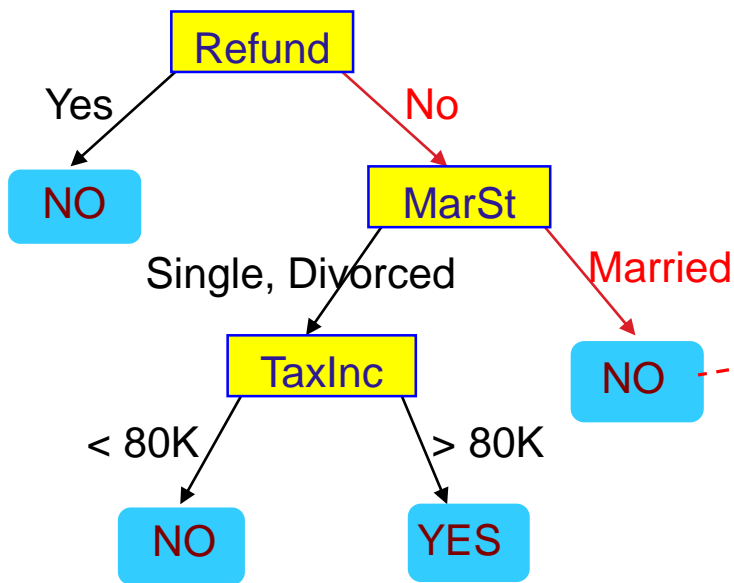 Refund
Yes
No
NO
MarSt
Single, Divorced
Married
TaxInc
NO
< 80K
> 80K
NO
YES